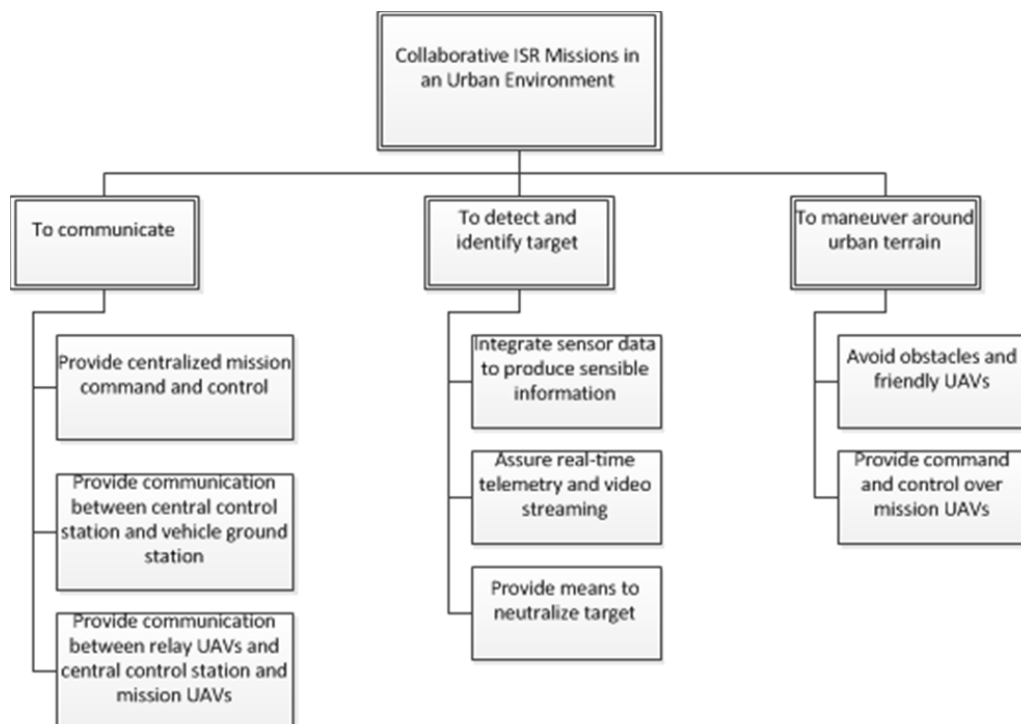 Collaborative ISR Missions in
an Urban Environment
To communicate
To detect and
identify target
To maneuver around
urban terrain
Provide centralized mission
command and control
Provide communication
between central control
station and vehicle ground
station
Provide communication
between relay UAVs and
central control station and
mission UAVs
Integrate sensor data
to produce sensible
information
Assure real-time
telemetry and video
streaming
Provide means to
neutralize target
Avoid obstacles and
friendly UAVs
Provide command
and control over
mission UAVs